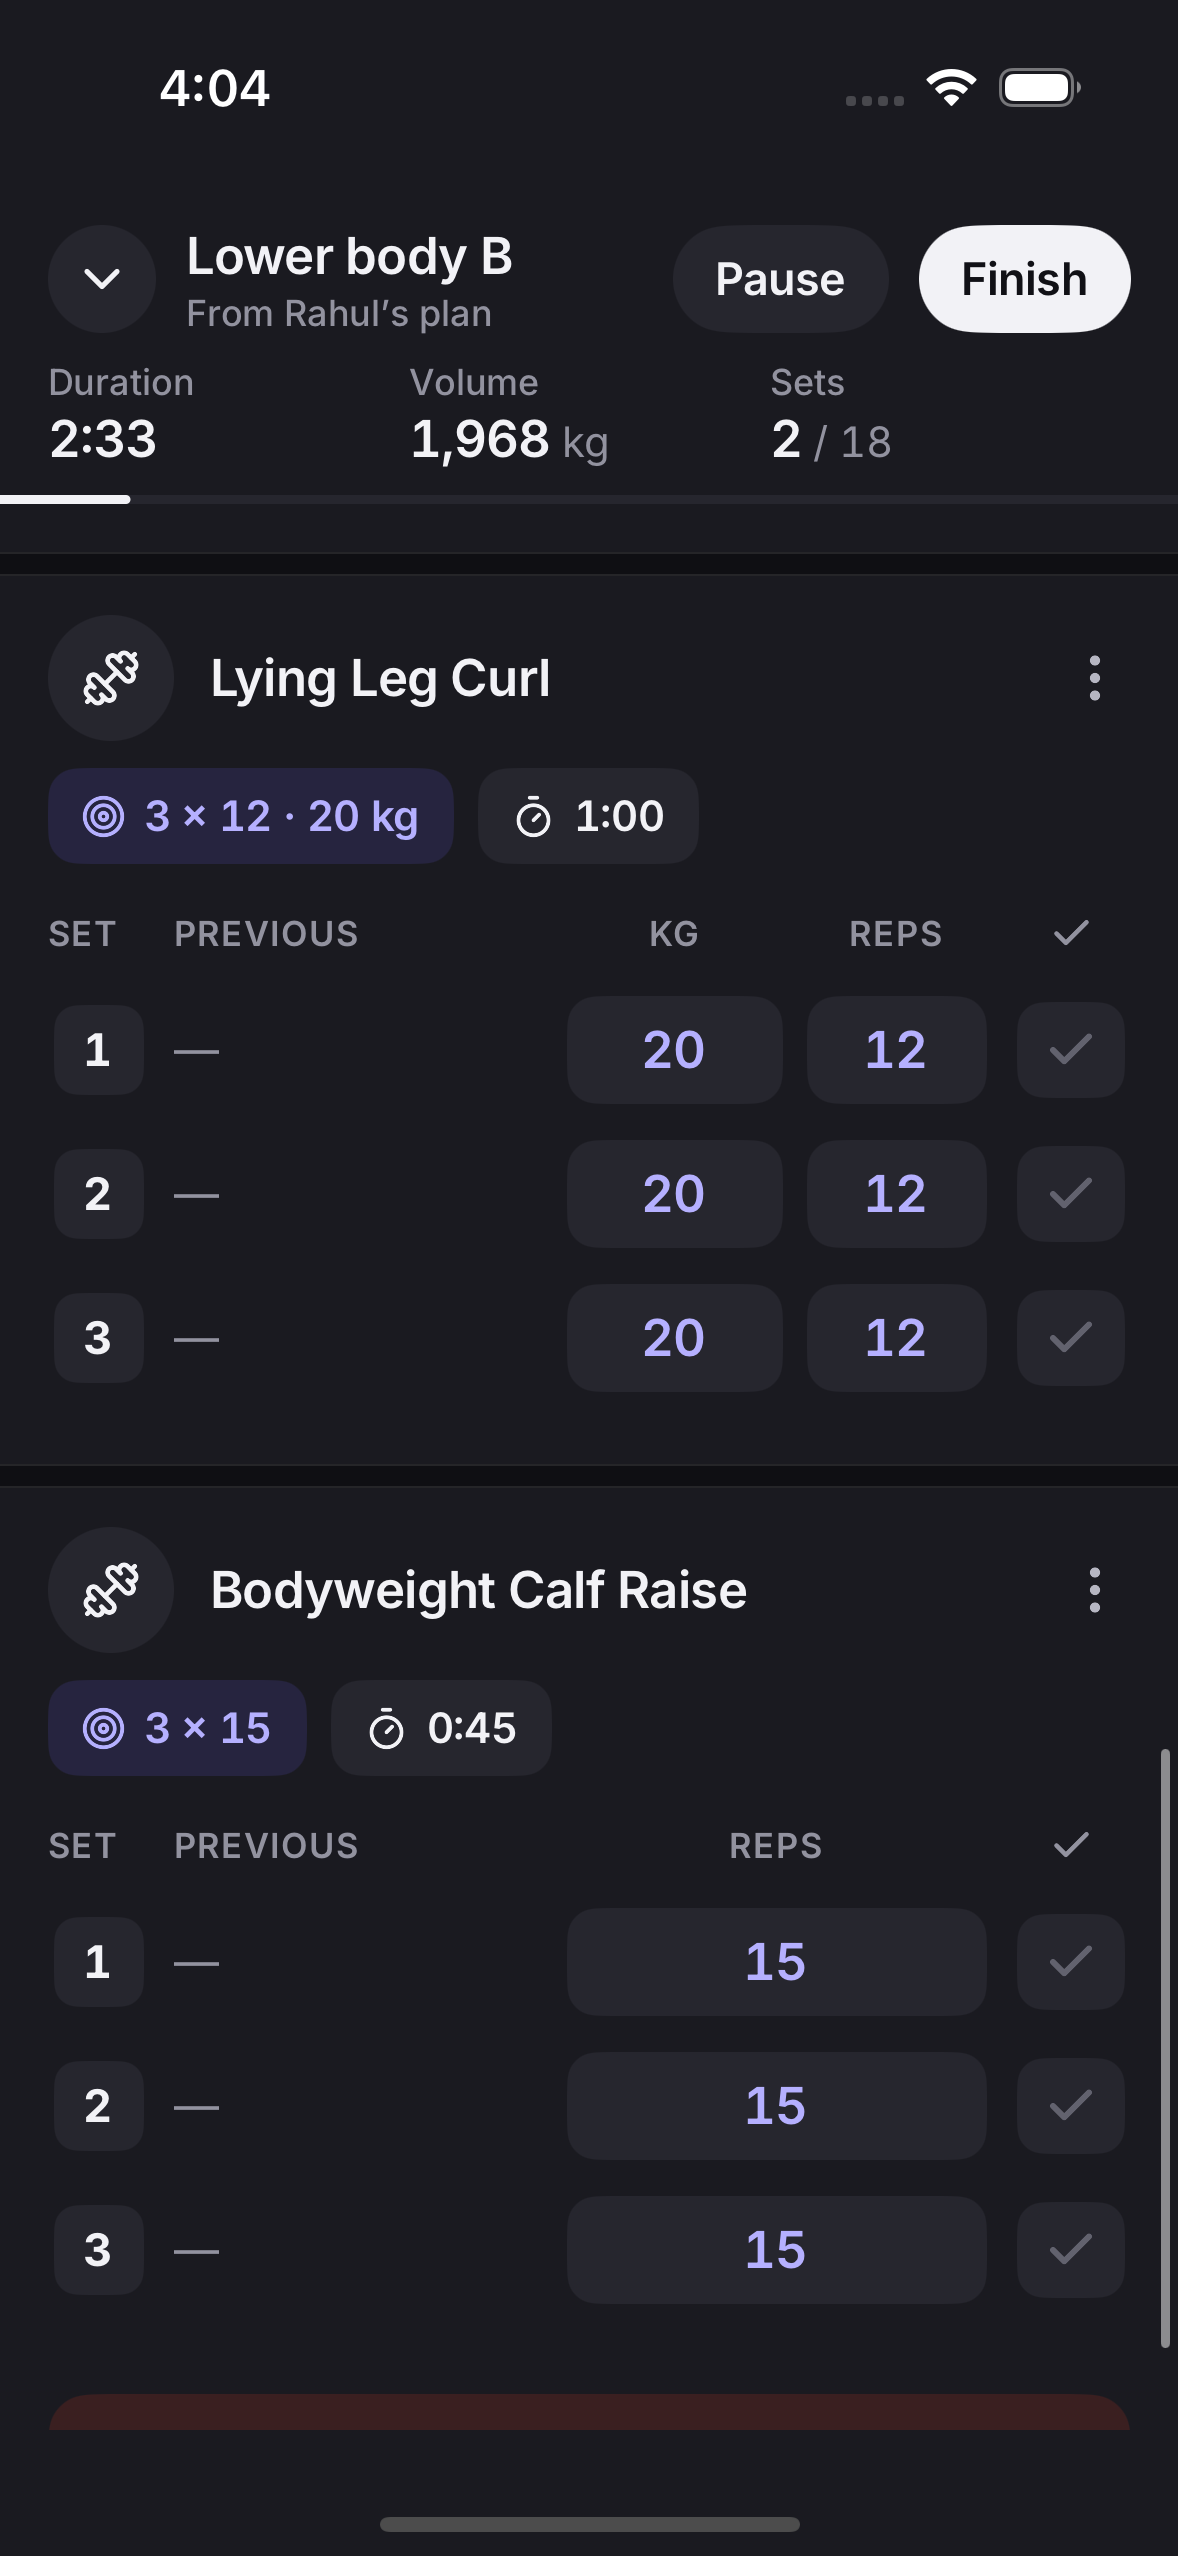 4:04
Lower body B
From Rahul’s plan
Pause
Finish
Duration
Volume
Sets
2:33
1,968 kg
2 / 18
Lying Leg Curl
3 × 12 · 20 kg
1:00
SET PREVIOUS KG REPS
1 — 20 12
2 — 20 12
3 — 20 12
Bodyweight Calf Raise
3 × 15
0:45
SET PREVIOUS REPS
1 — 15
2 — 15
3 — 15